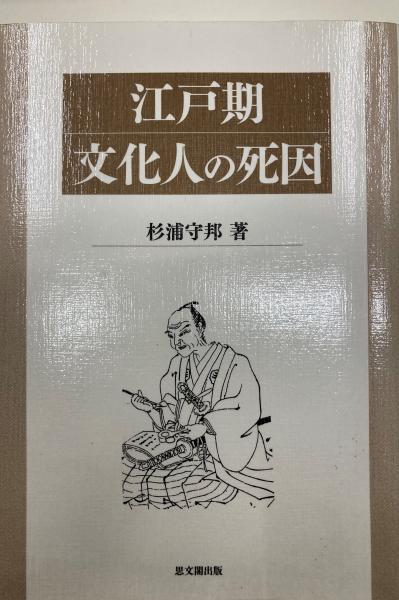 江戸期
文化人の死因
杉浦守邦 著
思文閣出版